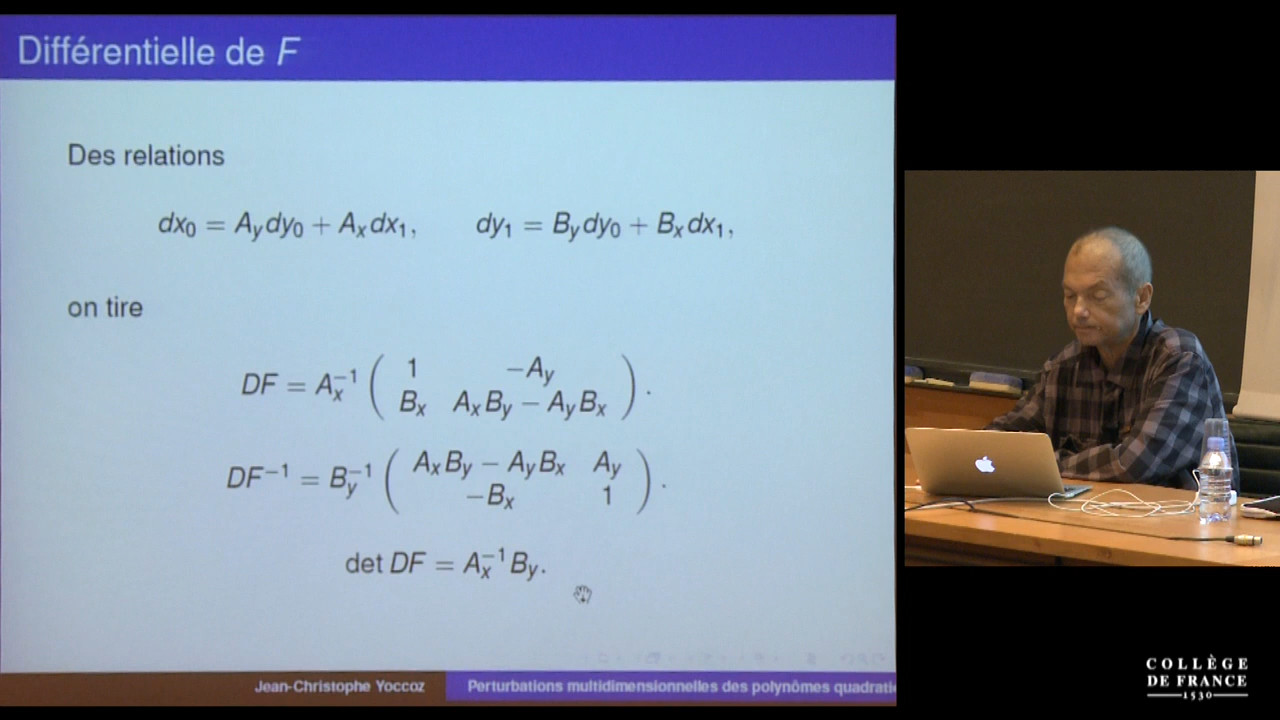 Différentielle de F
Des relations
dx₀ = A_y dy₀ + A_x dx₁, dy₁ = B_y dy₀ + B_x dx₁,
on tire
DF = A_x⁻¹ ( 1 −A_y
B_x A_x B_y − A_y B_x ).
DF⁻¹ = B_y⁻¹ ( A_x B_y − A_y B_x A_y
−B_x 1 ).
det DF = A_x⁻¹ B_y.
Jean-Christophe Yoccoz Perturbations multidimensionnelles des polynômes quadrati
COLLÈGE
DE FRANCE
1530